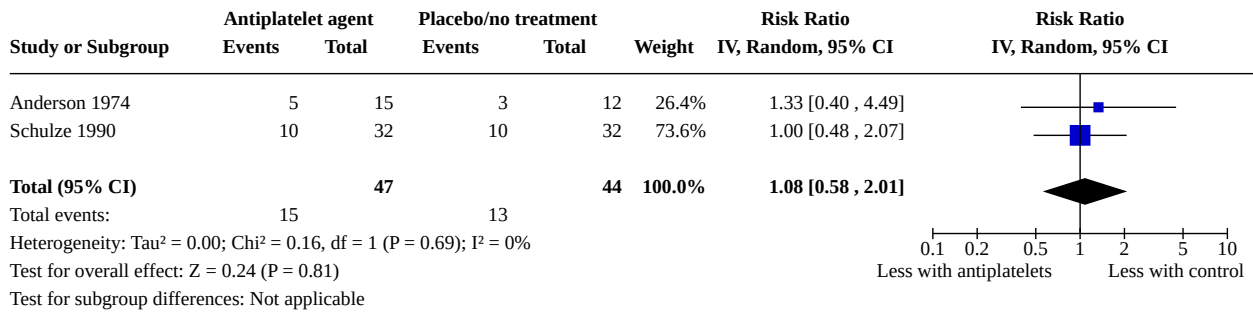 Antiplatelet agent Placebo/no treatment Risk Ratio Risk Ratio
Study or Subgroup Events Total Events Total Weight IV, Random, 95% CI IV, Random, 95% CI
Anderson 1974 5 15 3 12 26.4% 1.33 [0.40 , 4.49]
Schulze 1990 10 32 10 32 73.6% 1.00 [0.48 , 2.07]
Total (95% CI) 47 44 100.0% 1.08 [0.58 , 2.01]
Total events: 15 13
Heterogeneity: Tau² = 0.00; Chi² = 0.16, df = 1 (P = 0.69); I² = 0%
Test for overall effect: Z = 0.24 (P = 0.81)
Test for subgroup differences: Not applicable
0.1 0.2 0.5 1 2 5 10
Less with antiplatelets Less with control